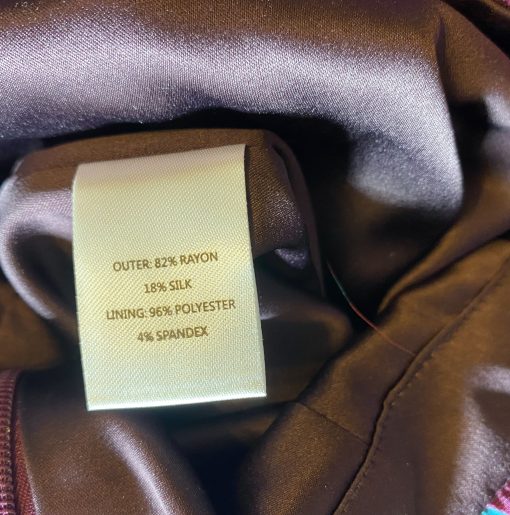 OUTER: 82% RAYON
18% SILK
LINING: 96% POLYESTER
4% SPANDEX